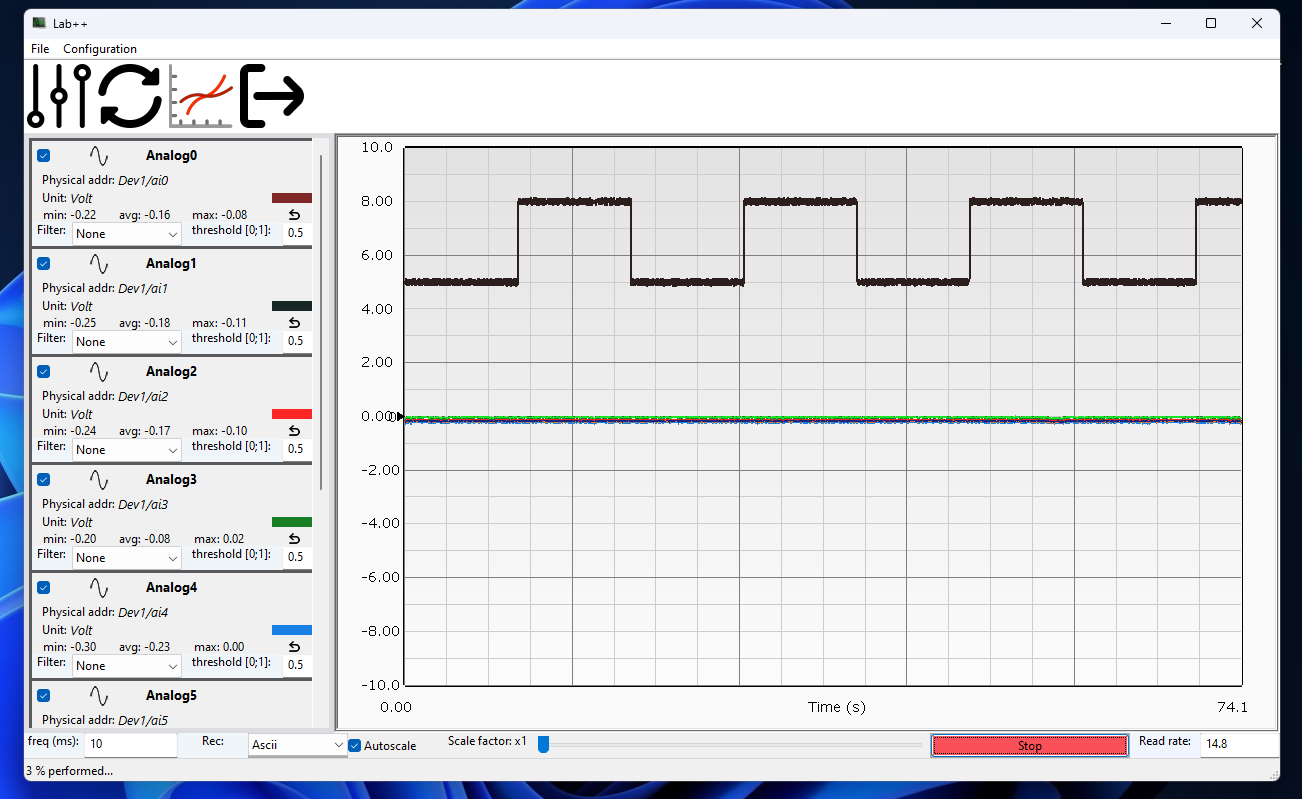 Lab++
File Configuration
Analog0
Physical addr: Dev1/ai0
Unit: Volt
min: -0.22 avg: -0.16 max: -0.08
Filter: None threshold [0;1]: 0.5
Analog1
Physical addr: Dev1/ai1
Unit: Volt
min: -0.25 avg: -0.18 max: -0.11
Filter: None threshold [0;1]: 0.5
Analog2
Physical addr: Dev1/ai2
Unit: Volt
min: -0.24 avg: -0.17 max: -0.10
Filter: None threshold [0;1]: 0.5
Analog3
Physical addr: Dev1/ai3
Unit: Volt
min: -0.20 avg: -0.08 max: 0.02
Filter: None threshold [0;1]: 0.5
Analog4
Physical addr: Dev1/ai4
Unit: Volt
min: -0.30 avg: -0.23 max: 0.00
Filter: None threshold [0;1]: 0.5
Analog5
Physical addr: Dev1/ai5
10.0
8.00
6.00
4.00
2.00
0.00 0
-2.00
-4.00
-6.00
-8.00
-10.0
0.00 Time (s) 74.1
freq (ms): 10 Rec: Ascii Autoscale Scale factor: x1 Stop Read rate: 14.8
3 % performed...